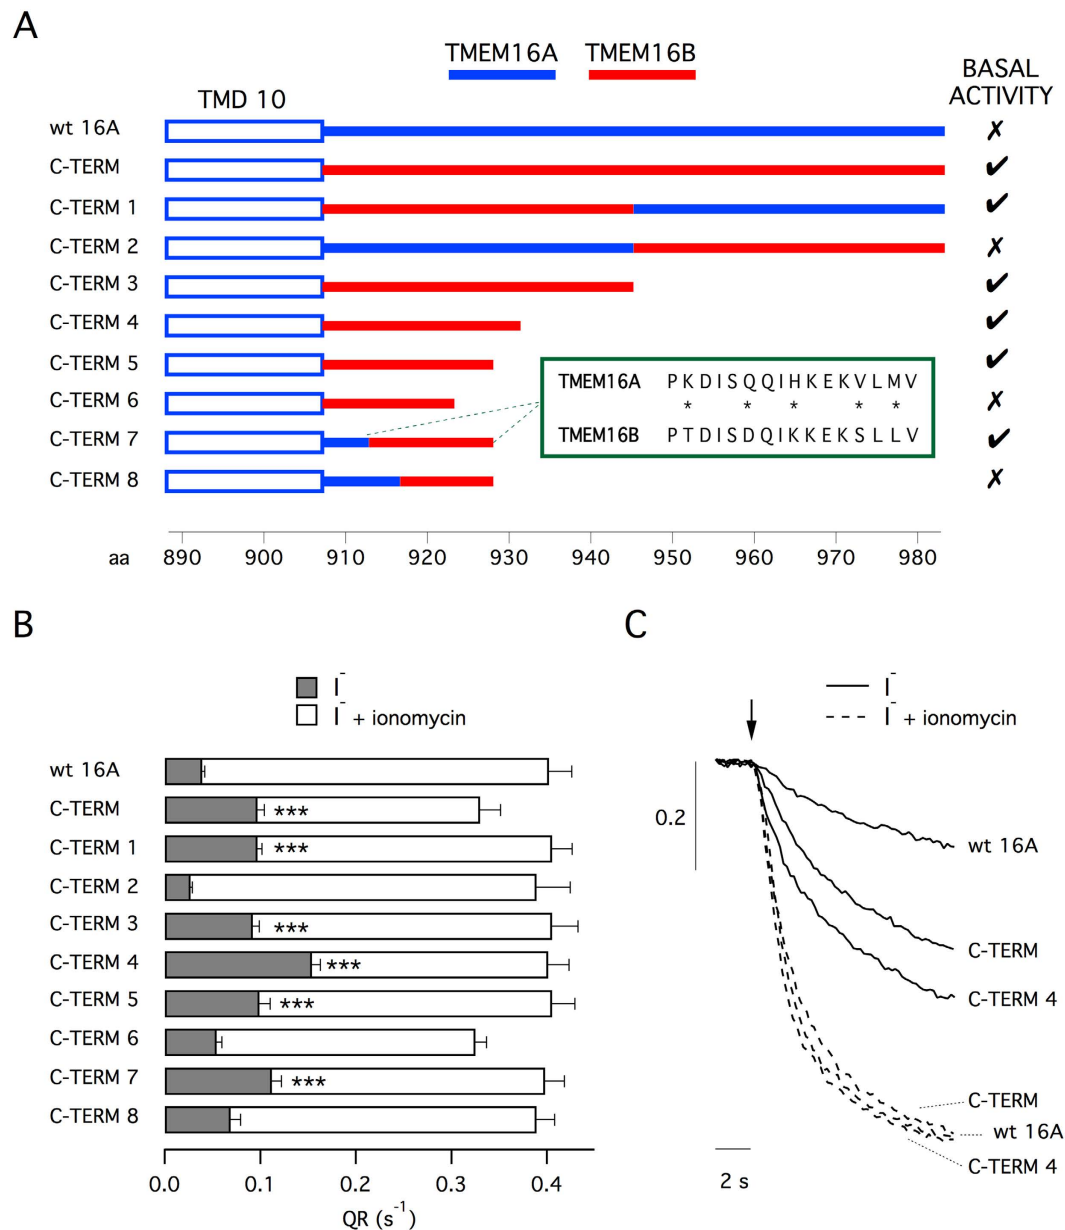 A
TMEM16A TMEM16B
BASAL
ACTIVITY
TMD 10
wt 16A ✗
C-TERM ✔
C-TERM 1 ✔
C-TERM 2 ✗
C-TERM 3 ✔
C-TERM 4 ✔
C-TERM 5 ✔
C-TERM 6 ✗
C-TERM 7 ✔
C-TERM 8 ✗
TMEM16A PKDISQQIHKEKVLMV
* * * * *
TMEM16B PTDISDQIKKEKSLLV
aa 890 900 910 920 930 940 950 960 970 980
B
I⁻
I⁻ + ionomycin
wt 16A
C-TERM ***
C-TERM 1 ***
C-TERM 2
C-TERM 3 ***
C-TERM 4 ***
C-TERM 5 ***
C-TERM 6
C-TERM 7 ***
C-TERM 8
0.0 0.1 0.2 0.3 0.4
QR (s⁻¹)
C
I⁻
I⁻ + ionomycin
0.2
wt 16A
C-TERM
C-TERM 4
C-TERM
wt 16A
C-TERM 4
2 s